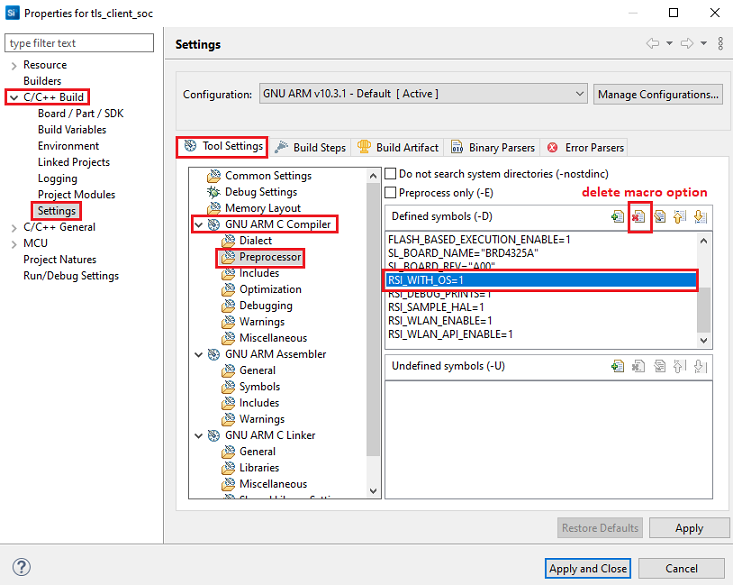 Properties for tls_client_soc
type filter text
Resource
Builders
C/C++ Build
Board / Part / SDK
Build Variables
Environment
Linked Projects
Logging
Project Modules
Settings
C/C++ General
MCU
Project Natures
Run/Debug Settings
Settings
Configuration: GNU ARM v10.3.1 - Default [ Active ] Manage Configurations...
Tool Settings Build Steps Build Artifact Binary Parsers Error Parsers
Common Settings
Debug Settings
Memory Layout
GNU ARM C Compiler
Dialect
Preprocessor
Includes
Optimization
Debugging
Warnings
Miscellaneous
GNU ARM Assembler
General
Symbols
Includes
Warnings
GNU ARM C Linker
General
Libraries
Miscellaneous
Do not search system directories (-nostdinc)
Preprocess only (-E)
delete macro option
Defined symbols (-D)
FLASH_BASED_EXECUTION_ENABLE=1
SL_BOARD_NAME="BRD4325A"
SL_BOARD_REV="A00"
RSI_WITH_OS=1
RSI_DEBUG_PRINTS=1
RSI_SAMPLE_HAL=1
RSI_WLAN_ENABLE=1
RSI_WLAN_API_ENABLE=1
Undefined symbols (-U)
Restore Defaults Apply
Apply and Close Cancel